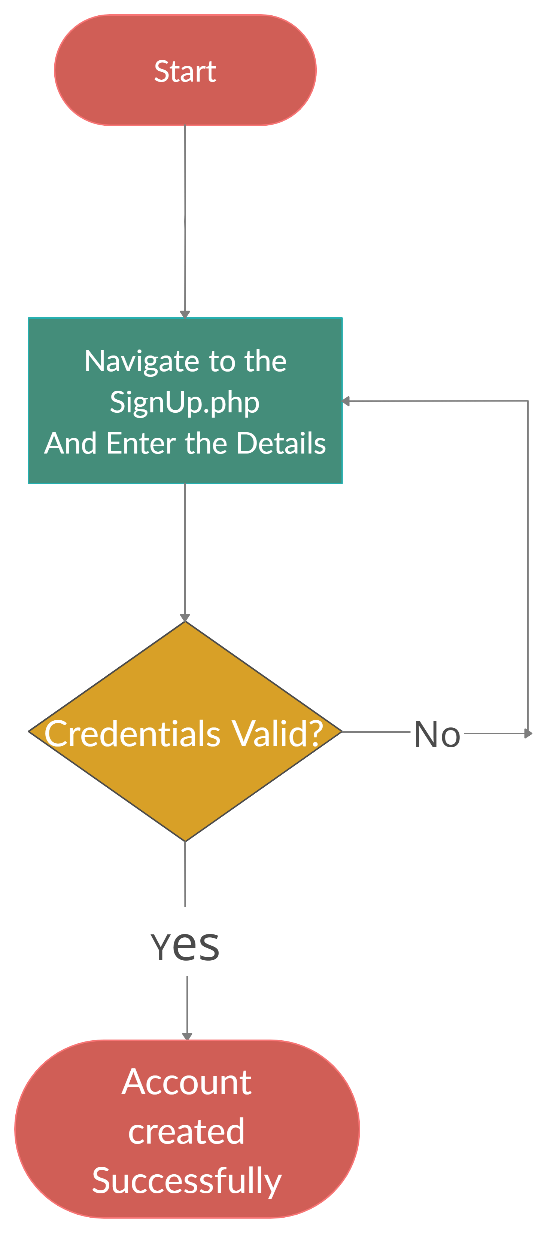 Start
Navigate to the
SignUp.php
And Enter the Details
Credentials Valid?
No
Yes
Account
created
Successfully